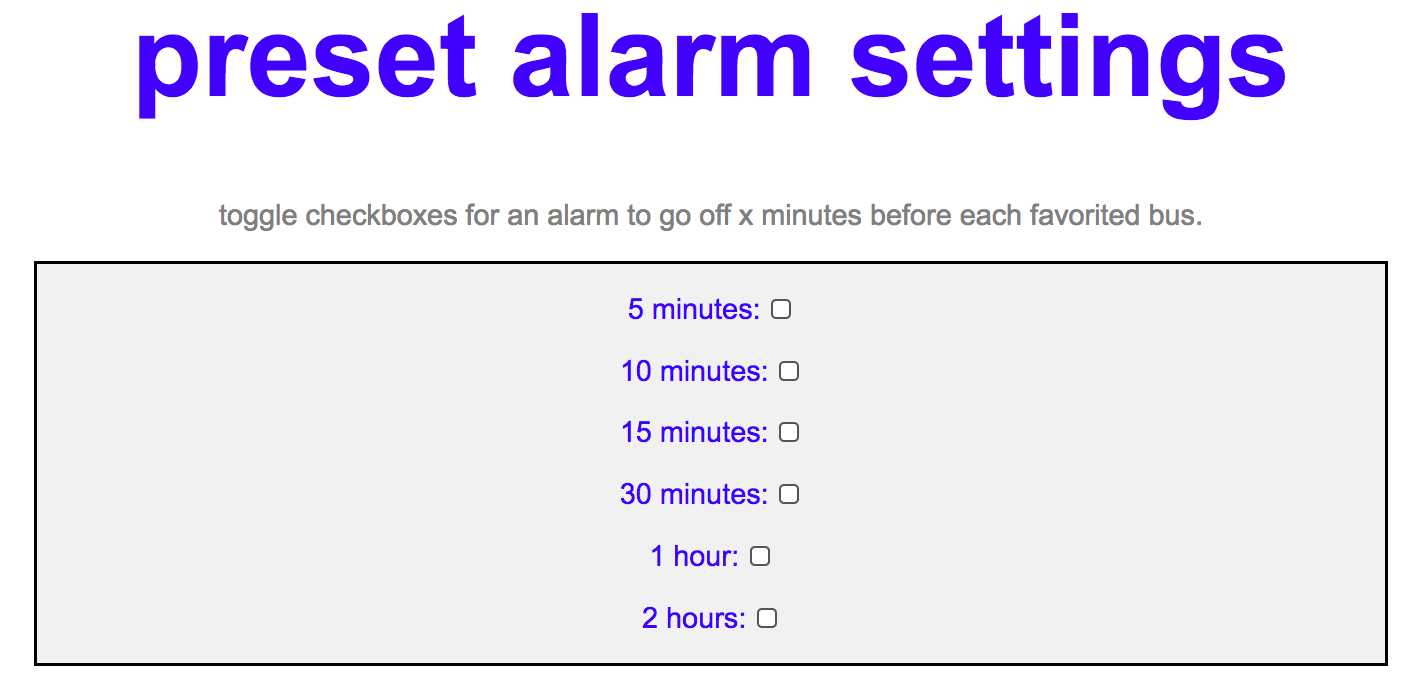 preset alarm settings
toggle checkboxes for an alarm to go off x minutes before each favorited bus.
5 minutes:
10 minutes:
15 minutes:
30 minutes:
1 hour:
2 hours: